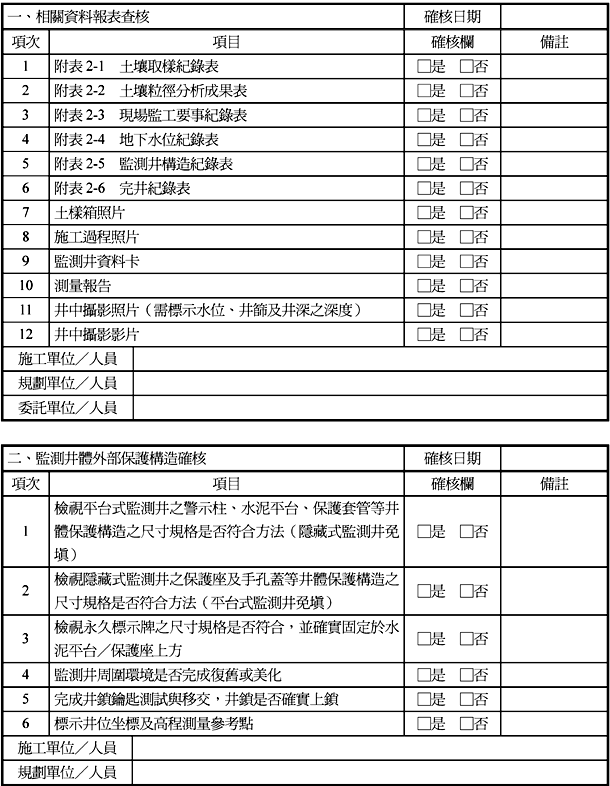 一、相關資料報表查核 確核日期
項次 項目 確核欄 備註
1 附表 2-1 土壤取樣紀錄表 □是 □否
2 附表 2-2 土壤粒徑分析成果表 □是 □否
3 附表 2-3 現場監工要事紀錄表 □是 □否
4 附表 2-4 地下水位紀錄表 □是 □否
5 附表 2-5 監測井構造紀錄表 □是 □否
6 附表 2-6 完井紀錄表 □是 □否
7 土樣箱照片 □是 □否
8 施工過程照片 □是 □否
9 監測井資料卡 □是 □否
10 測量報告 □是 □否
11 井中攝影照片（需標示水位、井篩及井深之深度） □是 □否
12 井中攝影影片 □是 □否
施工單位／人員
規劃單位／人員
委託單位／人員
二、監測井體外部保護構造確核 確核日期
項次 項目 確核欄 備註
1 檢視平台式監測井之警示柱、水泥平台、保護套管等井
體保護構造之尺寸規格是否符合方法（隱藏式監測井免 □是 □否
填）
2 檢視隱藏式監測井之保護座及手孔蓋等井體保護構造之
尺寸規格是否符合方法（平台式監測井免填） □是 □否
3 檢視永久標示牌之尺寸規格是否符合，並確實固定於水
泥平台／保護座上方 □是 □否
4 監測井周圍環境是否完成復舊或美化 □是 □否
5 完成井鎖鑰匙測試與移交，井鎖是否確實上鎖 □是 □否
6 標示井位坐標及高程測量參考點 □是 □否
施工單位／人員
規劃單位／人員